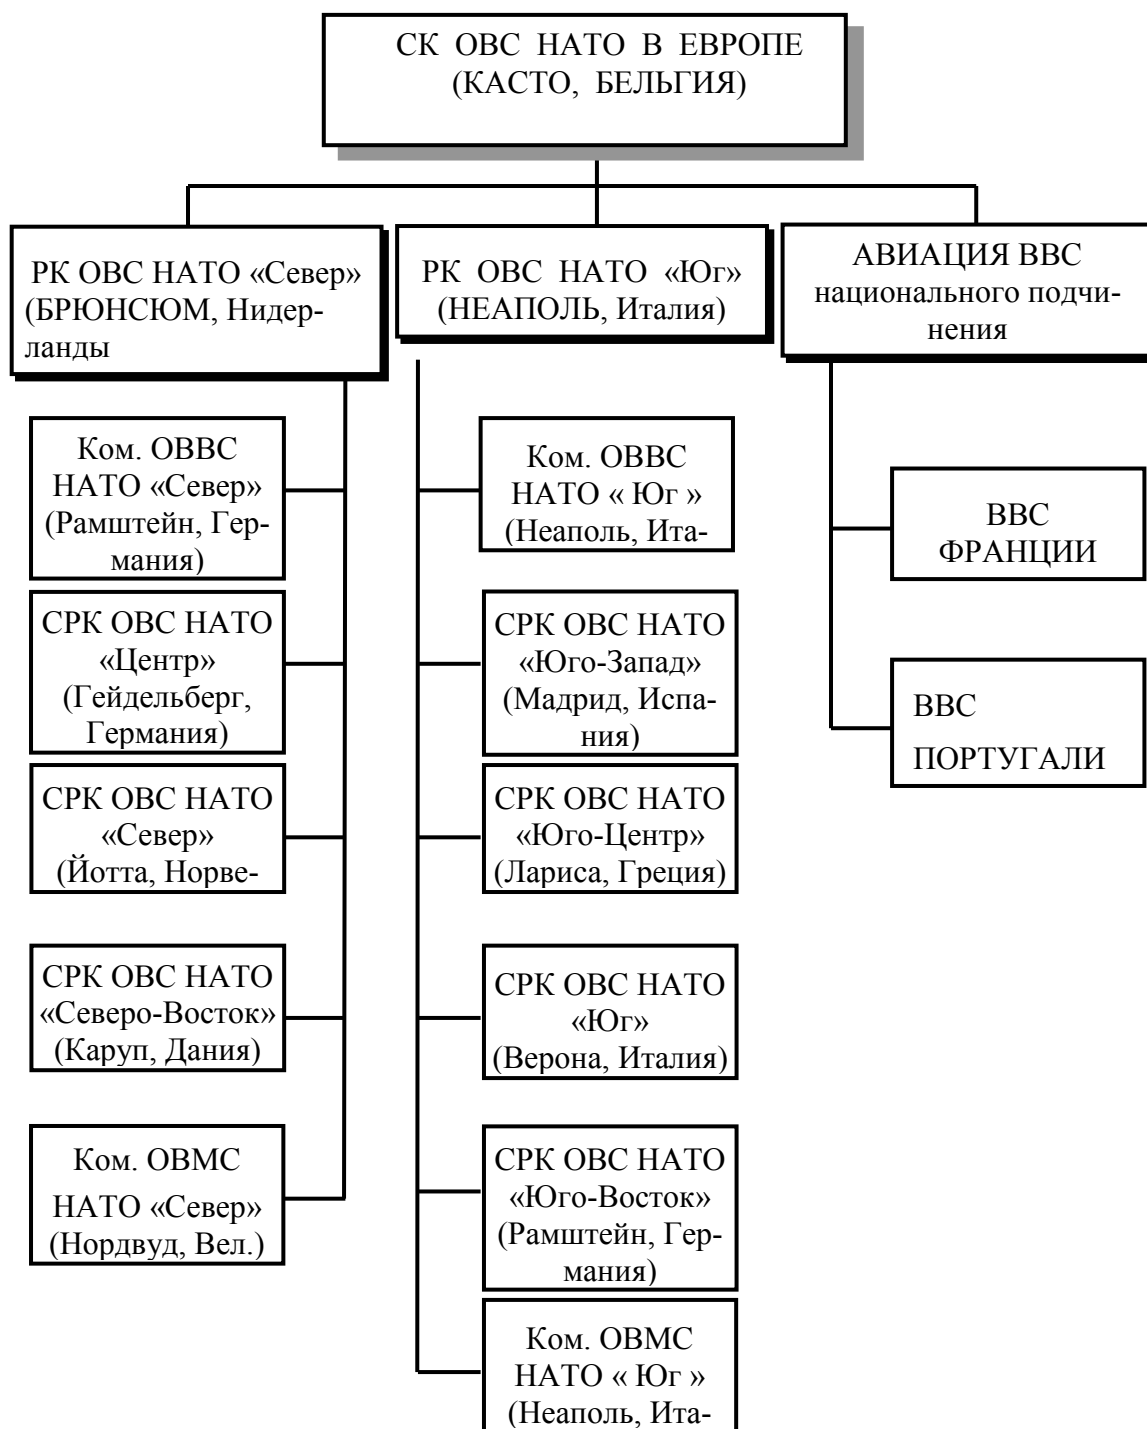 СК ОВС НАТО В ЕВРОПЕ
(КАСТО, БЕЛЬГИЯ)
РК ОВС НАТО «Север»
(БРЮНСЮМ, Нидер-
ланды
РК ОВС НАТО «Юг»
(НЕАПОЛЬ, Италия)
АВИАЦИЯ ВВС
национального подчи-
нения
Ком. ОВВС
НАТО «Север»
(Рамштейн, Гер-
мания)
СРК ОВС НАТО
«Центр»
(Гейдельберг,
Германия)
СРК ОВС НАТО
«Север»
(Йотта, Норве-
СРК ОВС НАТО
«Северо-Восток»
(Каруп, Дания)
Ком. ОВМС
НАТО «Север»
(Нордвуд, Вел.)
Ком. ОВВС
НАТО « Юг »
(Неаполь, Ита-
СРК ОВС НАТО
«Юго-Запад»
(Мадрид, Испа-
ния)
СРК ОВС НАТО
«Юго-Центр»
(Лариса, Греция)
СРК ОВС НАТО
«Юг»
(Верона, Италия)
СРК ОВС НАТО
«Юго-Восток»
(Рамштейн, Гер-
мания)
Ком. ОВМС
НАТО « Юг »
(Неаполь, Ита-
ВВС
ФРАНЦИИ
ВВС
ПОРТУГАЛИ